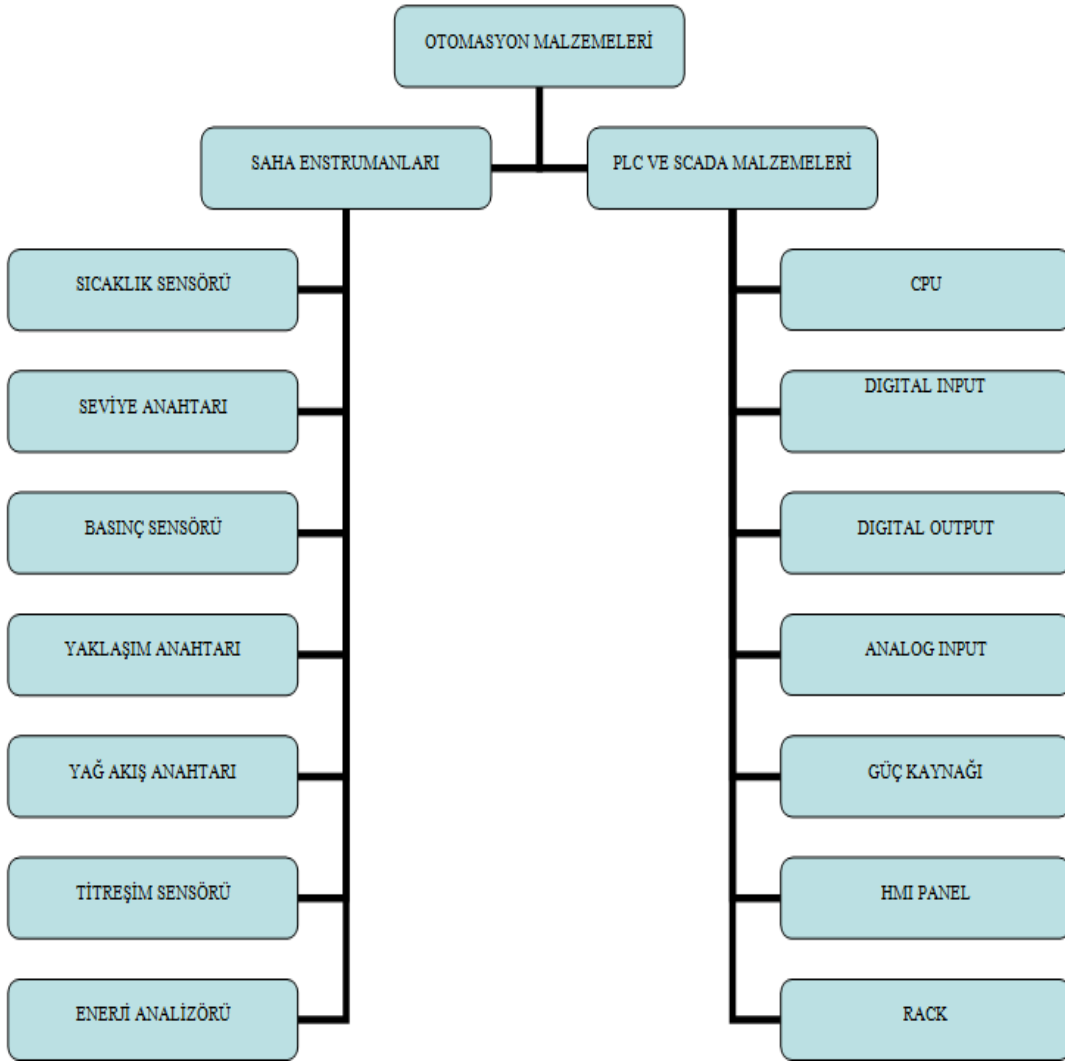 OTOMASYON MALZEMELERİ
SAHA ENSTRUMANLARI
PLC VE SCADA MALZEMELERİ
SICAKLIK SENSÖRÜ
SEVİYE ANAHTARI
BASINÇ SENSÖRÜ
YAKLAŞIM ANAHTARI
YAĞ AKIŞ ANAHTARI
TİTREŞİM SENSÖRÜ
ENERJİ ANALİZÖRÜ
CPU
DIGITAL INPUT
DIGITAL OUTPUT
ANALOG INPUT
GÜÇ KAYNAĞI
HMI PANEL
RACK